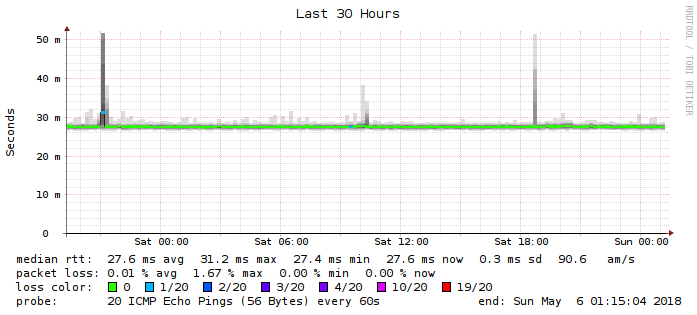 Last 30 Hours
RRDTOOL / TOBI OETIKER
Seconds
50 m
40 m
30 m
20 m
10 m
0
Sat 00:00 Sat 06:00 Sat 12:00 Sat 18:00 Sun 00:00
median rtt: 27.6 ms avg 31.2 ms max 27.4 ms min 27.6 ms now 0.3 ms sd 90.6 am/s
packet loss: 0.01 % avg 1.67 % max 0.00 % min 0.00 % now
loss color: 0 1/20 2/20 3/20 4/20 10/20 19/20
probe: 20 ICMP Echo Pings (56 Bytes) every 60s end: Sun May 6 01:15:04 2018